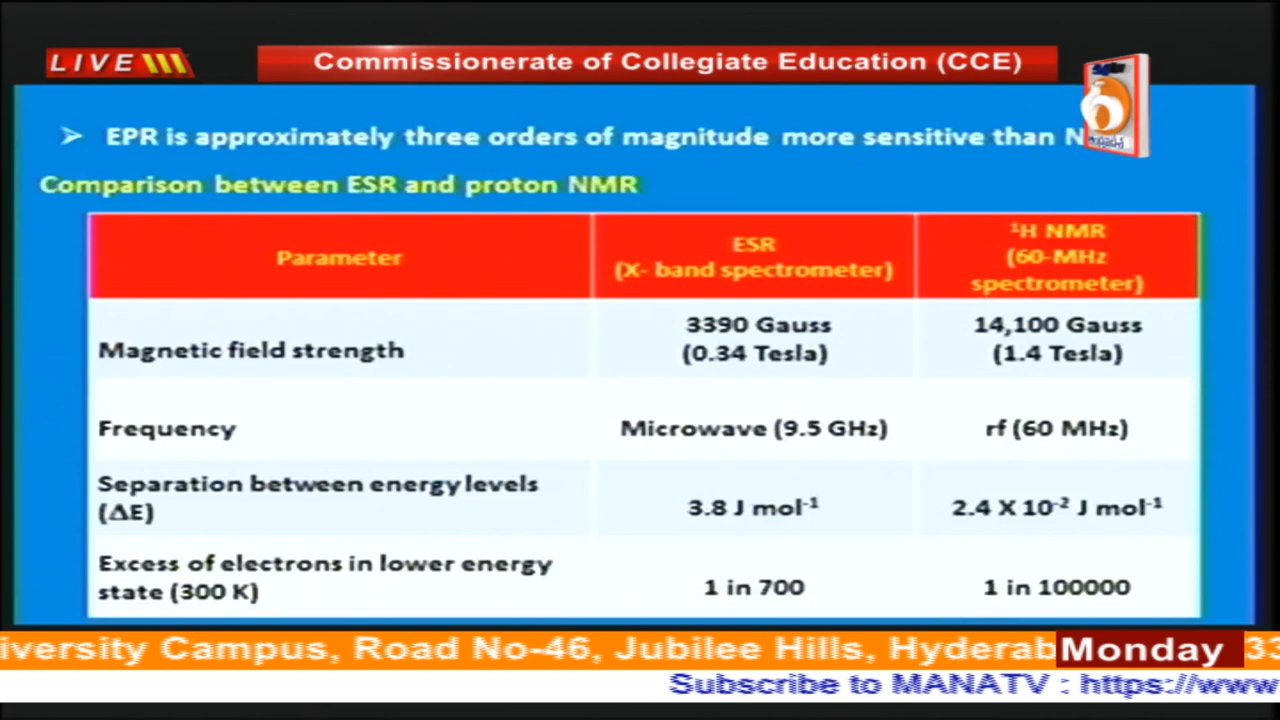 LIVE
Commissionerate of Collegiate Education (CCE)
6
➤ EPR is approximately three orders of magnitude more sensitive than N
Comparison between ESR and proton NMR
Parameter
ESR
(X- band spectrometer)
¹H NMR
(60-MHz
spectrometer)
Magnetic field strength
3390 Gauss
(0.34 Tesla)
14,100 Gauss
(1.4 Tesla)
Frequency
Microwave (9.5 GHz)
rf (60 MHz)
Separation between energy levels
(ΔE)
3.8 J mol⁻¹
2.4 X 10⁻² J mol⁻¹
Excess of electrons in lower energy
state (300 K)
1 in 700
1 in 100000
iversity Campus, Road No-46, Jubilee Hills, Hyderab
Monday
33
Subscribe to MANATV : https://www